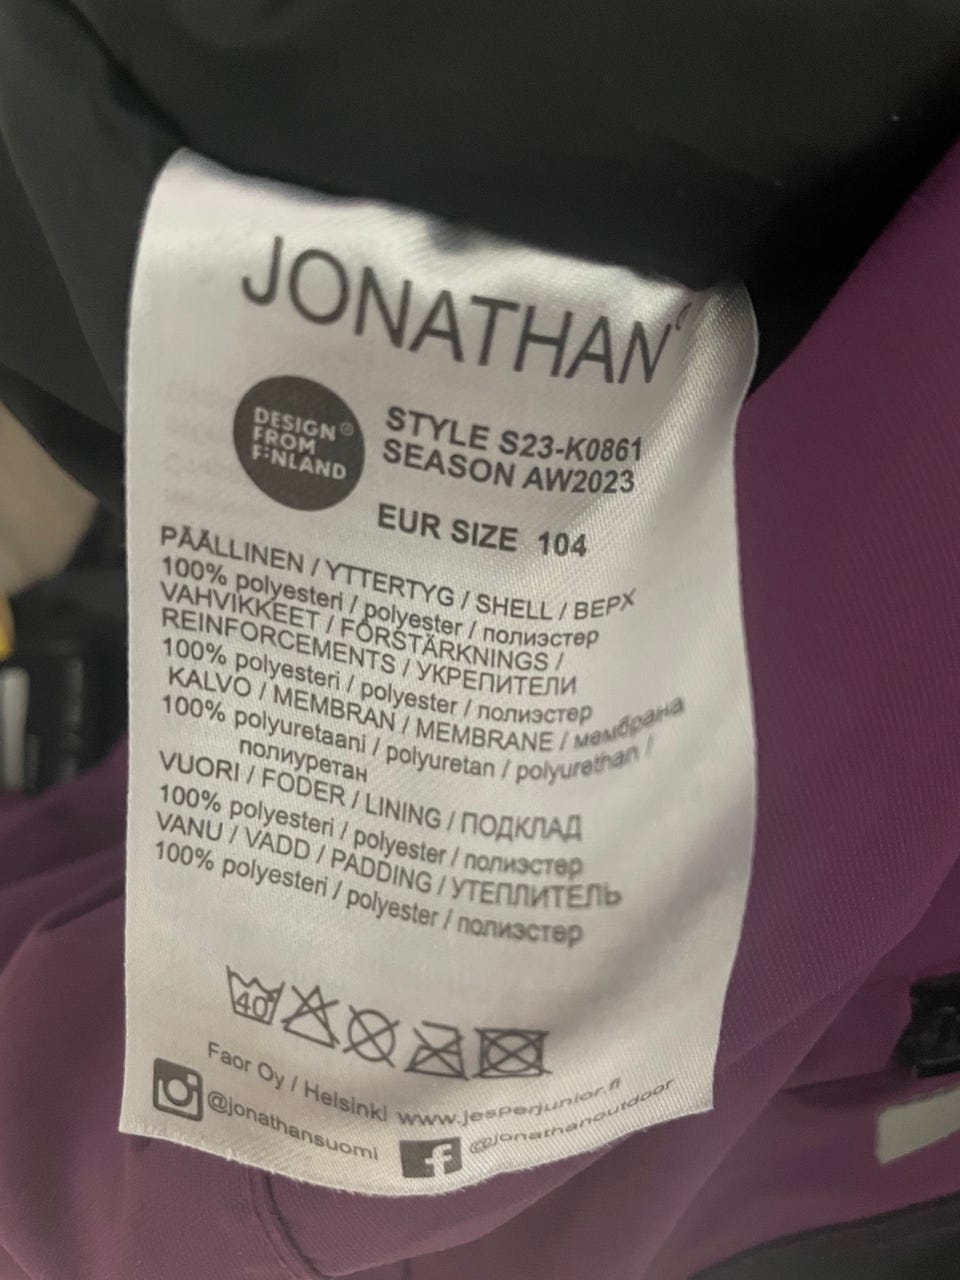 JONATHAN
DESIGN®
FROM
FINLAND
STYLE S23-K0861
SEASON AW2023
EUR SIZE 104
PÄÄLLINEN / YTTERTYG / SHELL / ВЕРХ
100% polyesteri / polyester / полиэстер
VAHVIKKEET / FÖRSTÄRKNINGS /
REINFORCEMENTS / УКРЕПИТЕЛИ
100% polyesteri / polyester / полиэстер
KALVO / MEMBRAN / MEMBRANE / мембрана
100% polyuretaani / polyuretan / polyurethan /
полиуретан
VUORI / FODER / LINING / ПОДКЛАД
100% polyesteri / polyester / полиэстер
VANU / VADD / PADDING / УТЕПЛИТЕЛЬ
100% polyesteri / polyester / полиэстер
40
Faor Oy / Helsinki www.jesperjunior.fi
@jonathansuomi
@jonathanoutdoor